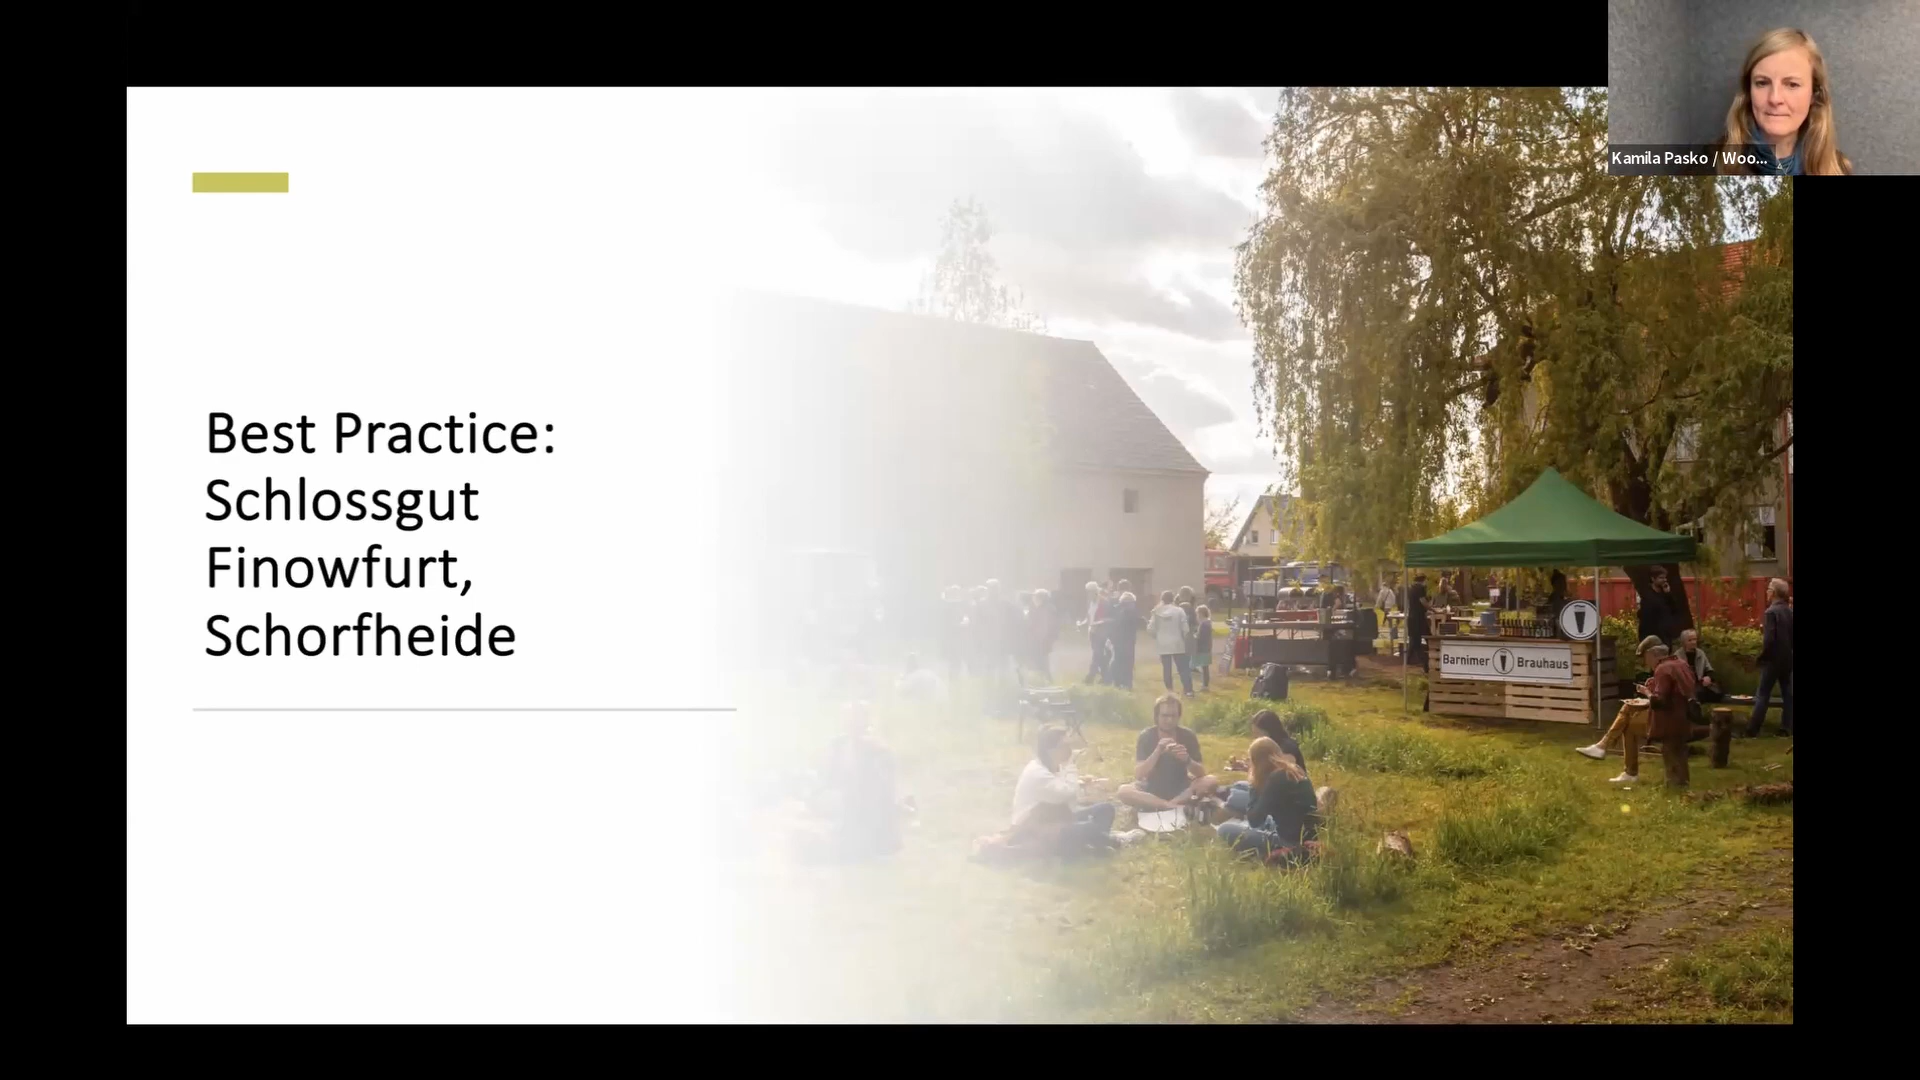 Kamila Pasko / Woo...
Best Practice:
Schlossgut
Finowfurt,
Schorfheide
Barnimer Brauhaus